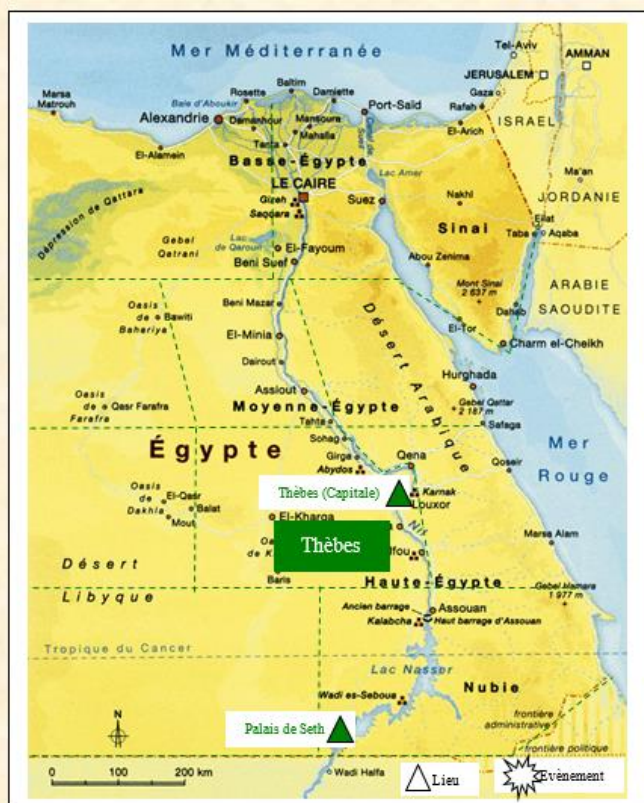 Mer Méditerranée
Tel-Aviv
AMMAN
JERUSALEM
Marsa
Matrouh
Baltim
Rosette
Damiette
Gaza
Baie d'Aboukir
Port-Saïd
Rafah
Alexandrie
Damanhour
Mansoura
Mahalla
El-Arich
ISRAEL
Canal de Suez
Tanta
El-Alamein
Basse-Égypte
Lac Amer
Ma'an
LE CAIRE
Nakhl
JORDANIE
Dépression de Qattara
Gizeh
Saqqara
Suez
Sinaï
Eilat
Taba
Aqaba
Gebel
Qatrani
Lac
de Qaroun
El-Fayoum
Beni Suef
Abou Zenima
ARABIE
SAOUDITE
Mont Sinaï
2 637 m
Oasis
de
Baheriya
Bawiti
Beni Mazar
Dahab
El-Tor
El-Minia
Charm el-Cheikh
Désert Arabique
Dairout
Hurghada
Oasis
de
Farafra
Qasr Farafra
Assiout
Gebel Qattar
2 187 m
Moyenne-Égypte
Tahta
Safaga
Égypte
Sohag
Girga
Qena
Mer
Rouge
Abydos
Qoseir
Oasis
de
Dakhla
El-Qasr
Balat
Mout
Thèbes (Capitale)
Karnak
Louxor
El-Kharga
Nil
Thèbes
Marsa Alam
Baris
Désert
Libyque
Haute-Égypte
Gebel Hamara
1 977 m
Ancien barrage
Assouan
Kalabcha
Haut barrage d'Assouan
Tropique du Cancer
Lac Nasser
Wadi es-Seboua
Nubie
Palais de Seth
frontière
administrative
N
frontière politique
0 100 200 km
Wadi Halfa
Lieu
Evènement